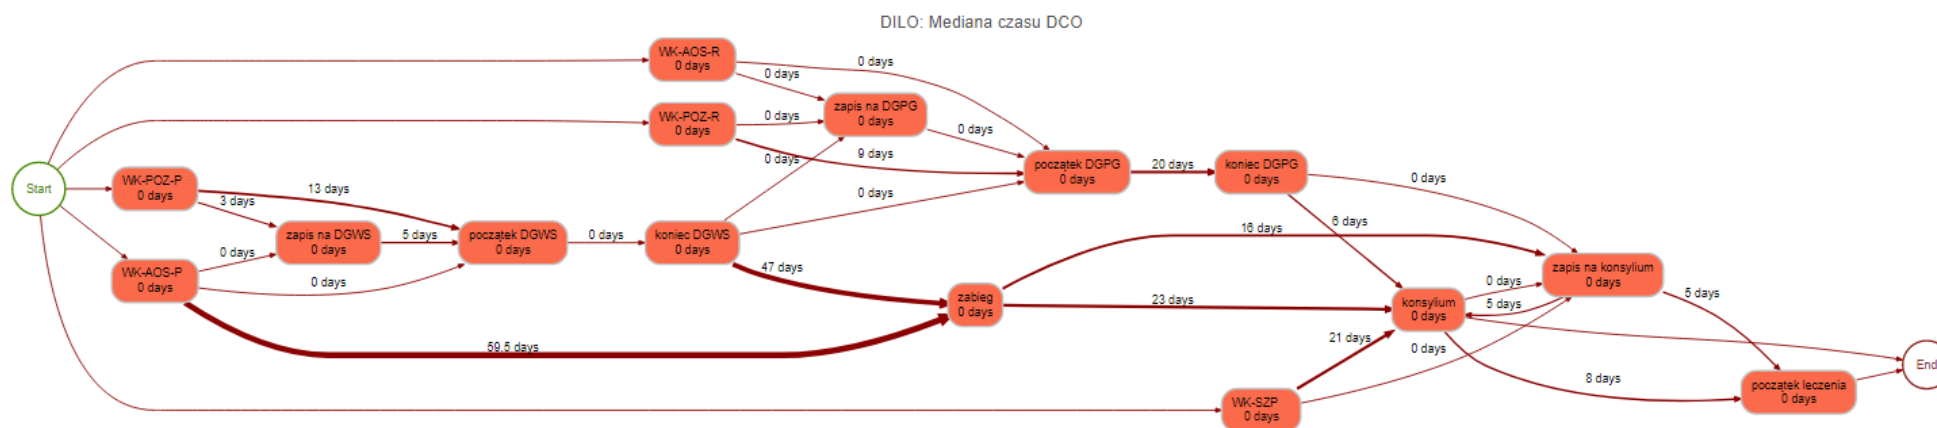 DILO: Mediana czasu DCO
WK-AOS-R
0 days
0 days
0 days
WK-POZ-R
0 days
0 days
zapis na DGPG
0 days
0 days
0 days
9 days
początek DGPG
0 days
20 days
koniec DGPG
0 days
0 days
Start
WK-POZ-P
0 days
13 days
3 days
zapis na DGWS
0 days
5 days
początek DGWS
0 days
0 days
koniec DGWS
0 days
0 days
6 days
16 days
WK-AOS-P
0 days
0 days
0 days
47 days
zabieg
0 days
23 days
zapis na konsylium
0 days
konsylium
0 days
0 days
5 days
5 days
59.5 days
21 days
0 days
8 days
WK-SZP
0 days
początek leczenia
0 days
End